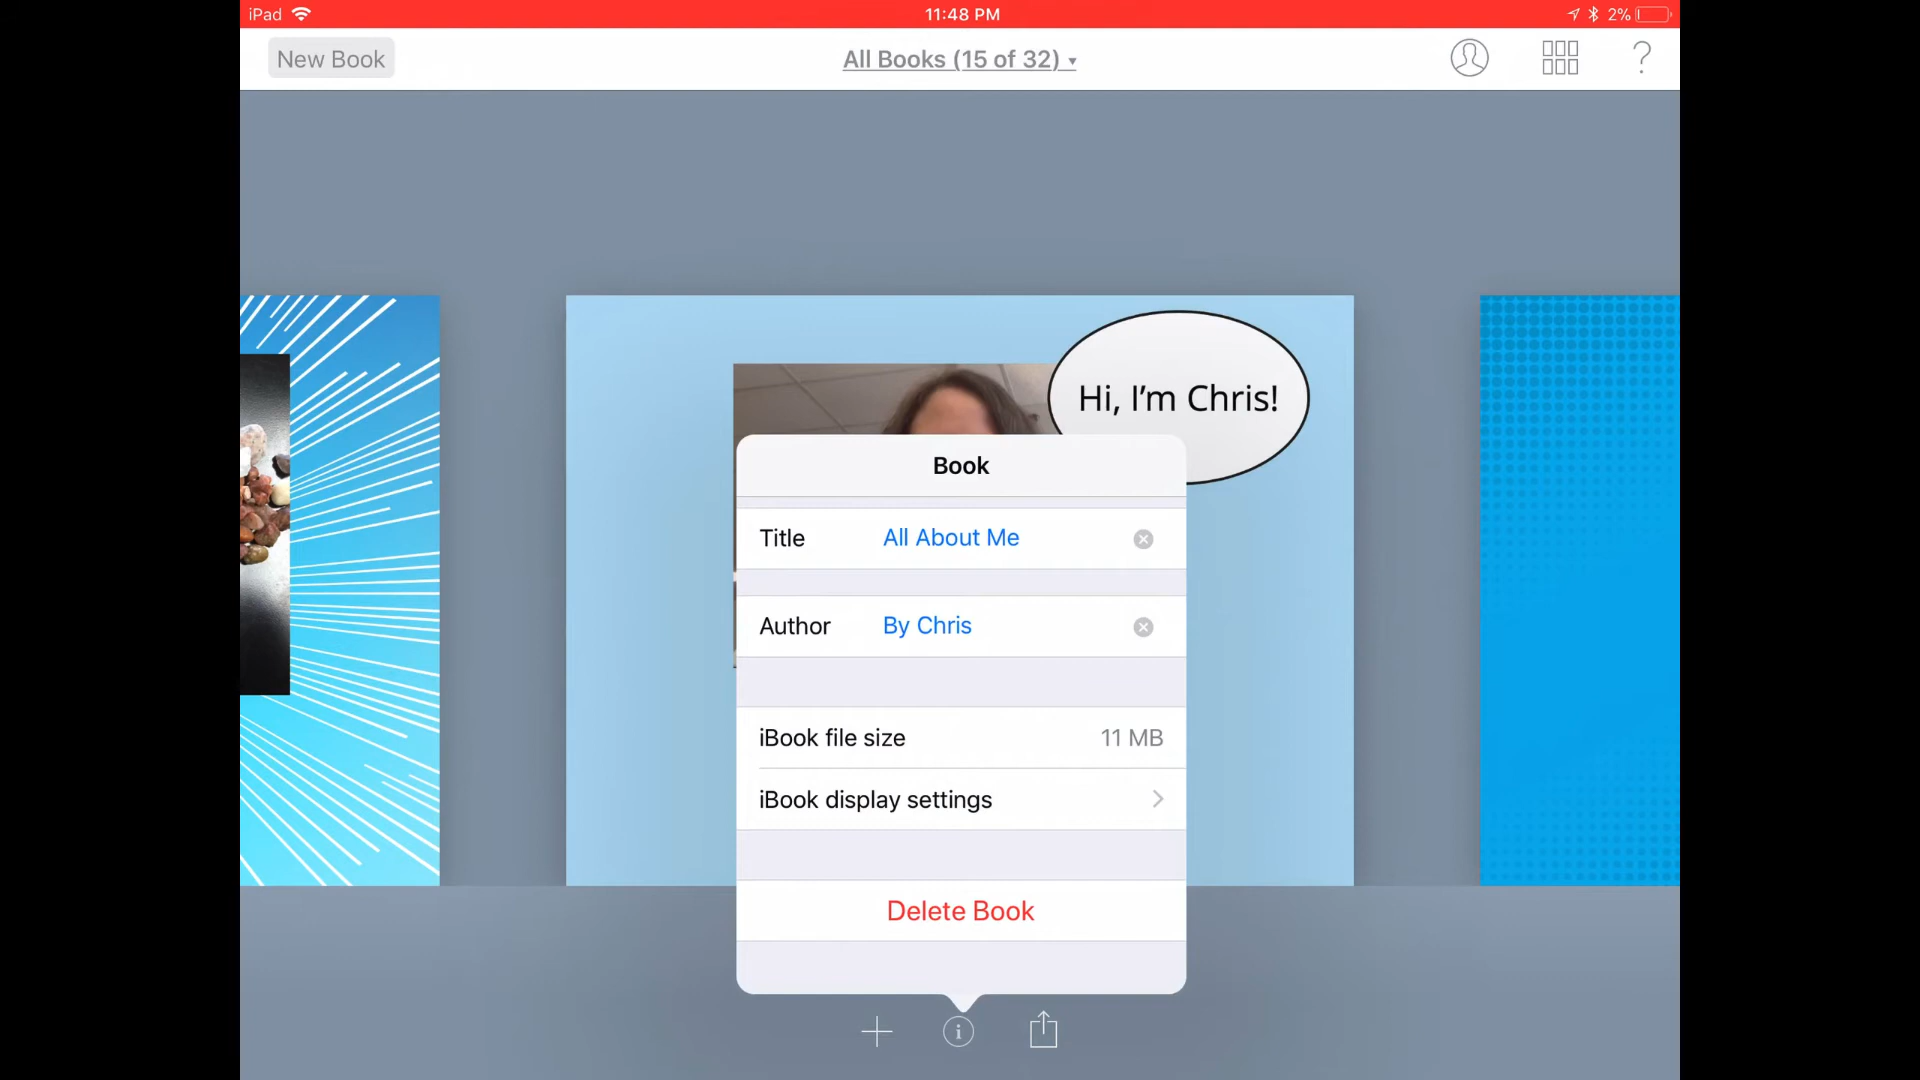 iPad 11:48 PM 2%
New Book All Books (15 of 32) ▾ ?
Hi, I'm Chris!
Book
Title All About Me
Author By Chris
iBook file size 11 MB
iBook display settings
Delete Book